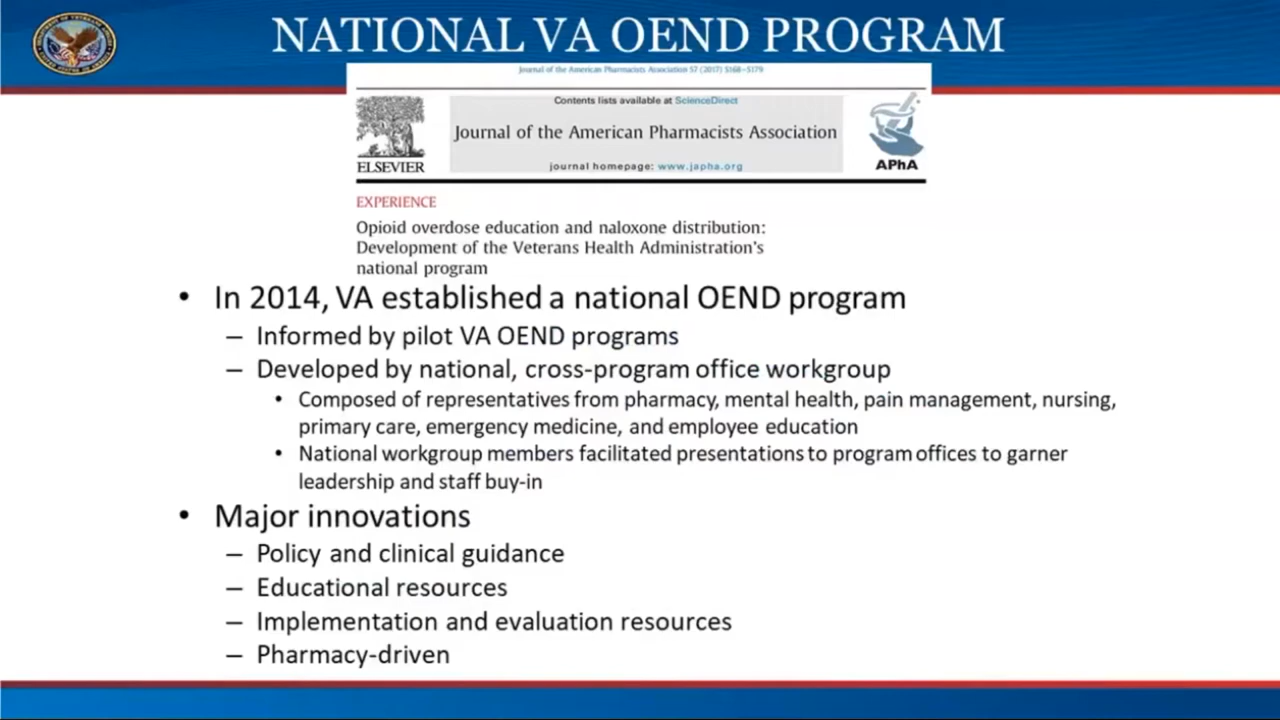 NATIONAL VA OEND PROGRAM
Journal of the American Pharmacists Association 57 (2017) S168–S179
Contents lists available at ScienceDirect
Journal of the American Pharmacists Association
journal homepage: www.japha.org
ELSEVIER
APhA
EXPERIENCE
Opioid overdose education and naloxone distribution:
Development of the Veterans Health Administration's
national program
• In 2014, VA established a national OEND program
– Informed by pilot VA OEND programs
– Developed by national, cross-program office workgroup
• Composed of representatives from pharmacy, mental health, pain management, nursing,
primary care, emergency medicine, and employee education
• National workgroup members facilitated presentations to program offices to garner
leadership and staff buy-in
• Major innovations
– Policy and clinical guidance
– Educational resources
– Implementation and evaluation resources
– Pharmacy-driven